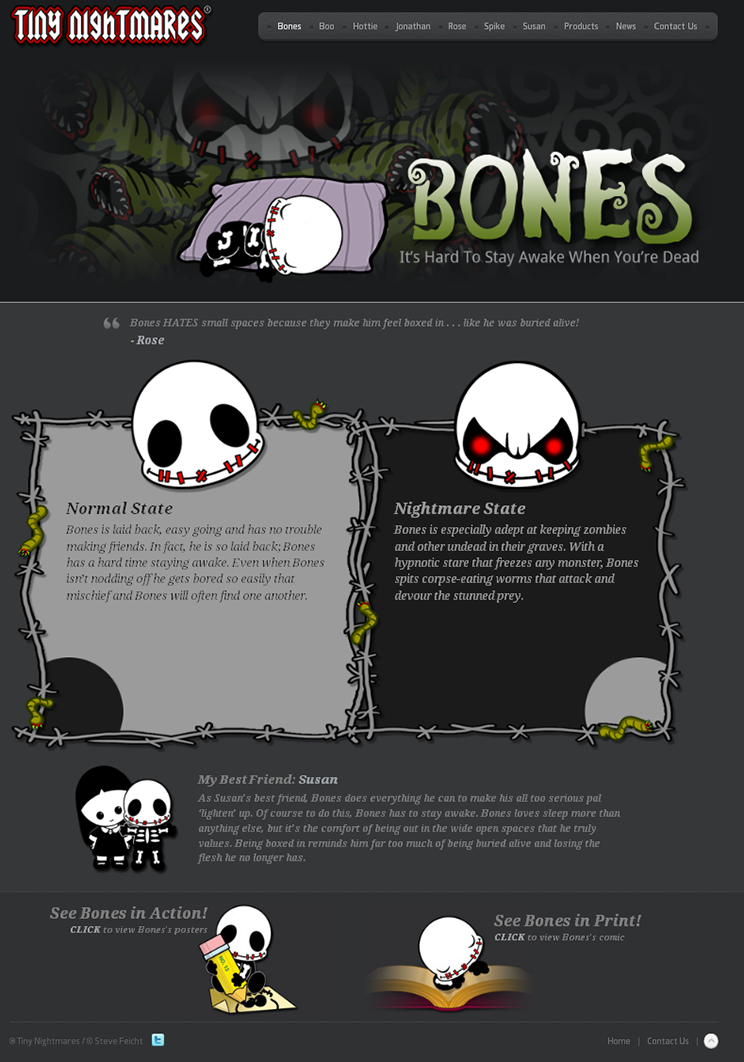 TiNy NighTmares®
Bones Boo Hottie Jonathan Rose Spike Susan Products News Contact Us
BONES
It's Hard To Stay Awake When You're Dead
Bones HATES small spaces because they make him feel boxed in . . . like he was buried alive!
- Rose
Normal State
Bones is laid back, easy going and has no trouble
making friends. In fact, he is so laid back; Bones
has a hard time staying awake. Even when Bones
isn't nodding off he gets bored so easily that
mischief and Bones will often find one another.
Nightmare State
Bones is especially adept at keeping zombies
and other undead in their graves. With a
hypnotic stare that freezes any monster, Bones
spits corpse-eating worms that attack and
devour the stunned prey.
My Best Friend: Susan
As Susan's best friend, Bones does everything he can to make his all too serious pal
'lighten' up. Of course to do this, Bones has to stay awake. Bones loves sleep more than
anything else, but it's the comfort of being out in the wide open spaces that he truly
values. Being boxed in reminds him far too much of being buried alive and losing the
flesh he no longer has.
See Bones in Action!
CLICK to view Bones's posters
NO. 13
See Bones in Print!
CLICK to view Bones's comic
® Tiny Nightmares / © Steve Feicht
Home | Contact Us |